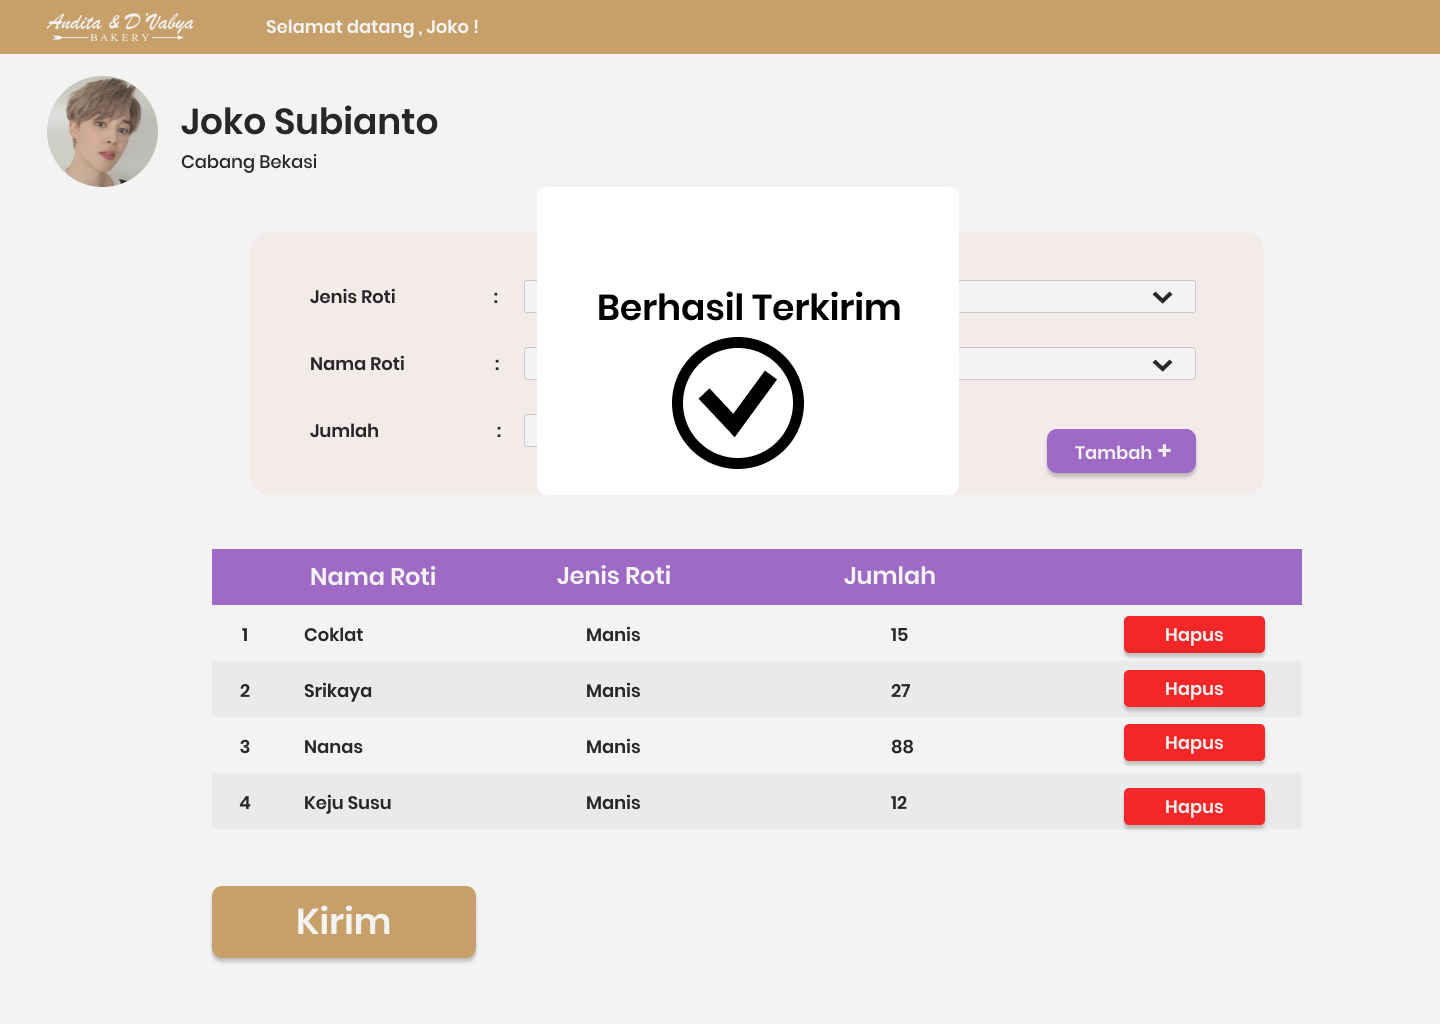 Andita & D'Vabya
BAKERY
Selamat datang , Joko !
Joko Subianto
Cabang Bekasi
Jenis Roti :
Berhasil Terkirim
Nama Roti :
Jumlah :
Tambah +
Nama Roti Jenis Roti Jumlah
1 Coklat Manis 15 Hapus
2 Srikaya Manis 27 Hapus
3 Nanas Manis 88 Hapus
4 Keju Susu Manis 12 Hapus
Kirim